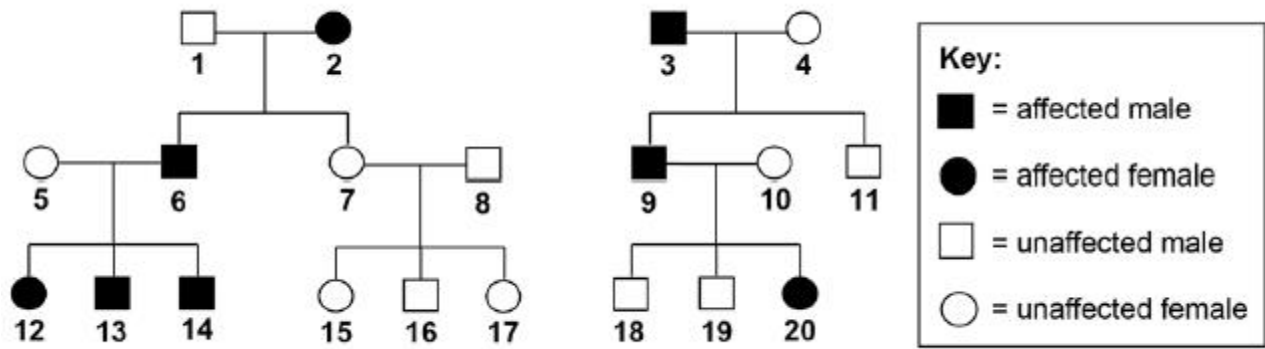 1 2 3 4
Key:
= affected male
5 6 7 8 9 10 11
= affected female
= unaffected male
12 13 14 15 16 17 18 19 20
= unaffected female